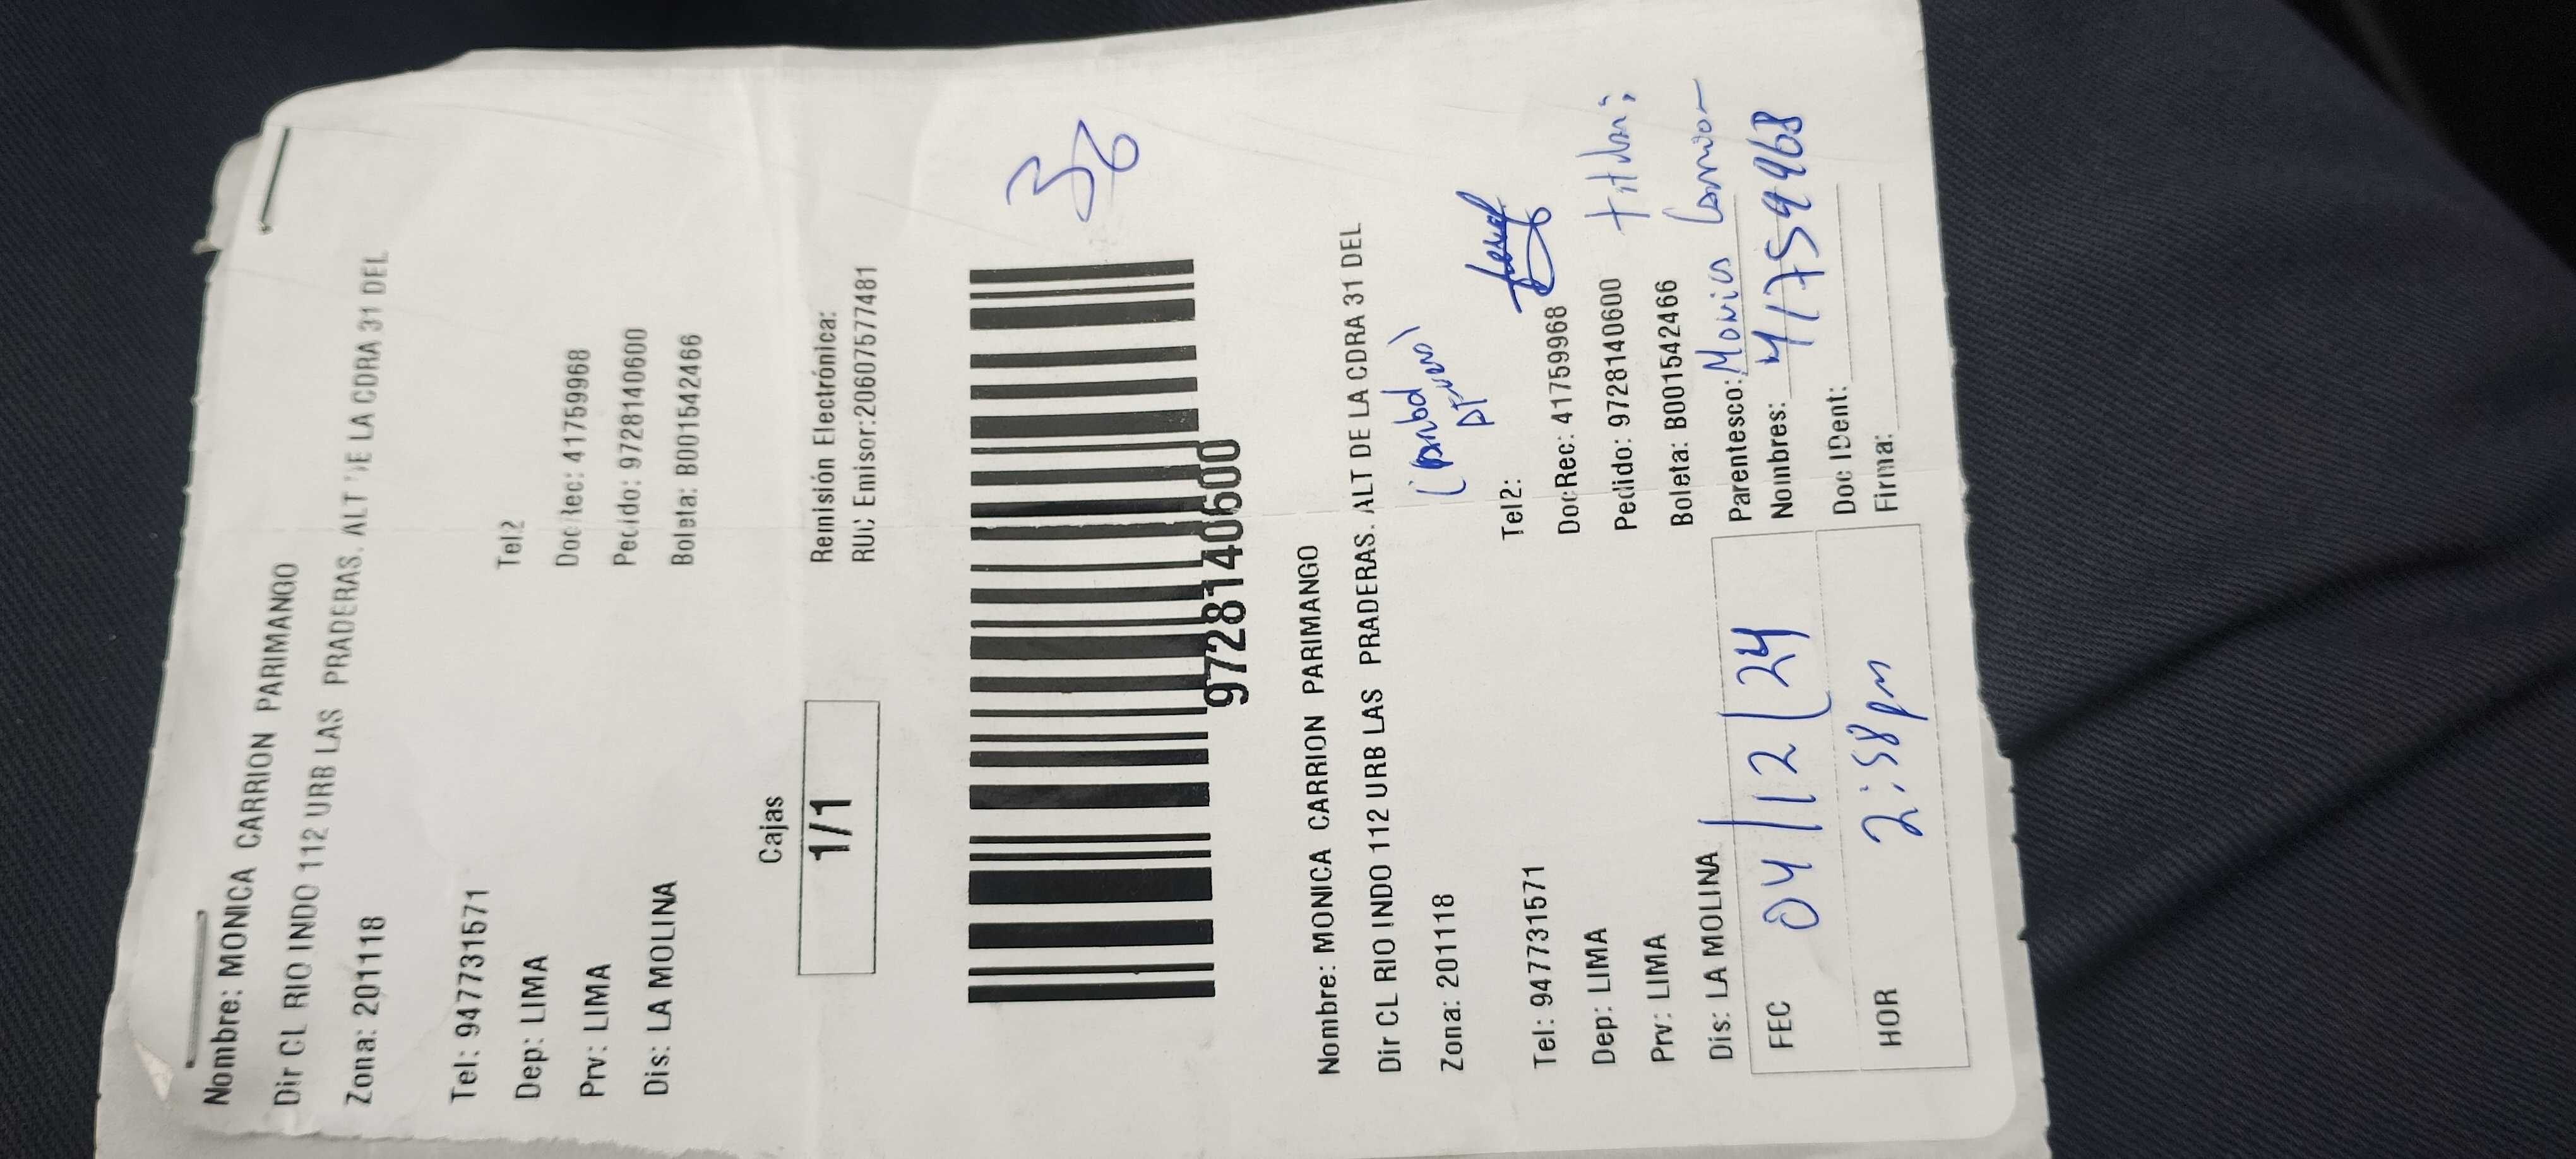 Nombre: MONICA CARRION PARIMANGO
Dir CL RIO INDO 112 URB LAS PRADERAS. ALT DE LA CDRA 31 DEL
Zona: 201118
Tel: 947731571 Tel2
Dep: LIMA DocRec: 41759968
Prv: LIMA Pedido: 9728140600
Dis: LA MOLINA Boleta: B001542466
Cajas
1/1
Remisión Electrónica:
RUC Emisor:20607577481
36
9728140600
Nombre: MONICA CARRION PARIMANGO
Dir CL RIO INDO 112 URB LAS PRADERAS. ALT DE LA CDRA 31 DEL
Zona: 201118
Tel: 947731571 Tel2:
Dep: LIMA DocRec: 41759968
Prv: LIMA Pedido: 9728140600 titular
Dis: LA MOLINA Boleta: B001542466
FEC 04/12/24 Parentesco: Monica
Nombres: 41759968
HOR 2:58pm Doc IDent:
Firma: